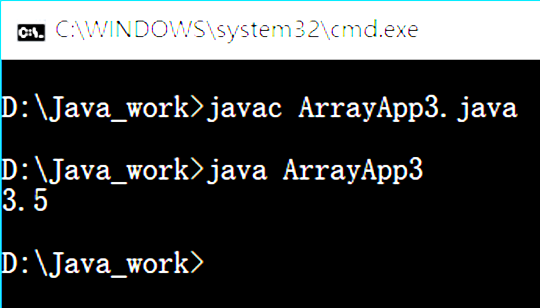 C:\WINDOWS\system32\cmd.exe
D:\Java_work>javac ArrayApp3.java
D:\Java_work>java ArrayApp3
3.5
D:\Java_work>